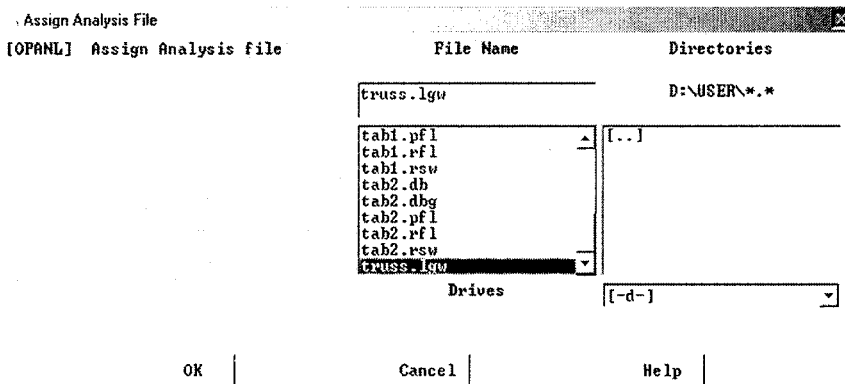 Assign Analysis File
[OPANL] Assign Analysis file
File Name
Directories
truss.lgw
D:\USER\*.*
tab1.pfl
tab1.rfl
tab1.rsw
tab2.db
tab2.dbg
tab2.pfl
tab2.rfl
tab2.rsw
truss.lgw
[..]
Drives
[-d-]
OK
Cancel
Help